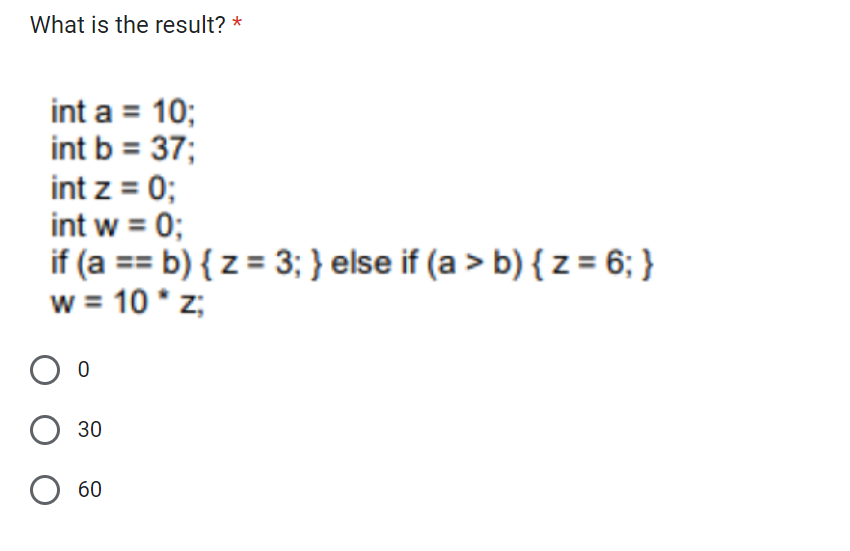 What is the result? *
int a = 10;
int b = 37;
int z = 0;
int w = 0;
if (a == b) { z = 3; } else if (a > b) { z = 6; }
w = 10 * z;
0
30
60